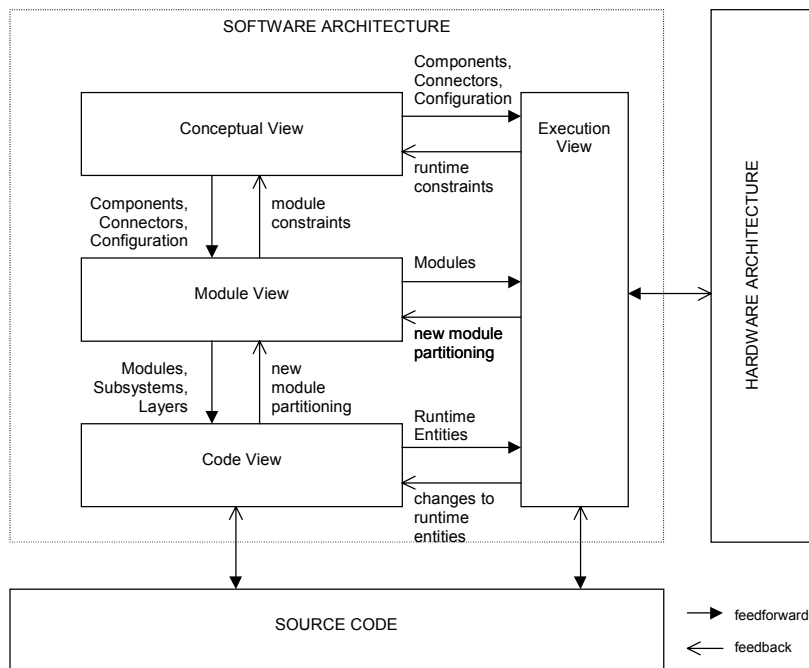 SOFTWARE ARCHITECTURE
Components,
Connectors,
Configuration
Conceptual View
Execution
View
runtime
constraints
Components,
Connectors,
Configuration
module
constraints
Modules
Module View
new module
partitioning
Modules,
Subsystems,
Layers
new
module
partitioning
Runtime
Entities
Code View
changes to
runtime
entities
HARDWARE ARCHITECTURE
SOURCE CODE
feedforward
feedback